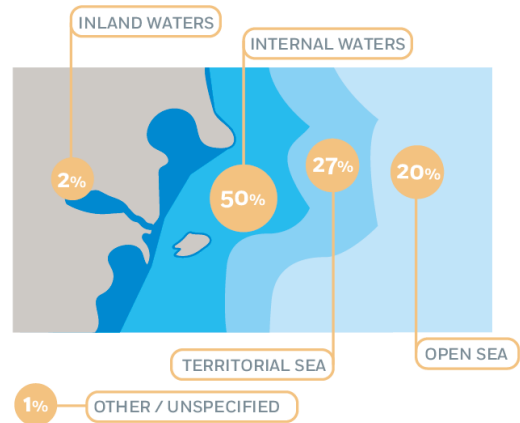 INLAND WATERS
INTERNAL WATERS
2%
50%
27%
20%
TERRITORIAL SEA
OPEN SEA
1%
OTHER / UNSPECIFIED